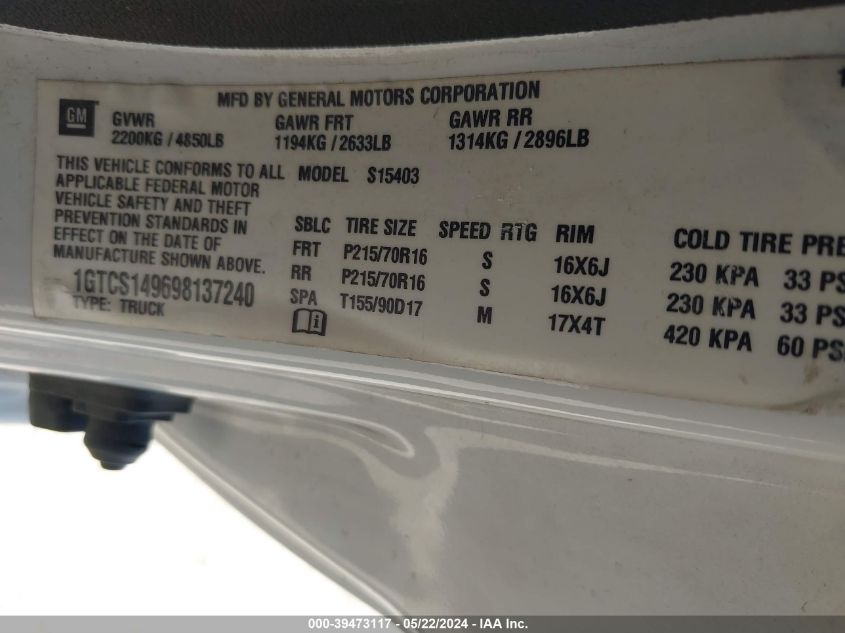 MFD BY GENERAL MOTORS CORPORATION
GM GVWR GAWR FRT GAWR RR
2200KG / 4850LB 1194KG / 2633LB 1314KG / 2896LB
THIS VEHICLE CONFORMS TO ALL MODEL S15403
APPLICABLE FEDERAL MOTOR
VEHICLE SAFETY AND THEFT
PREVENTION STANDARDS IN
EFFECT ON THE DATE OF
MANUFACTURE SHOWN ABOVE.
1GTCS149698137240
TYPE: TRUCK
SBLC TIRE SIZE SPEED RTG RIM COLD TIRE PRE
FRT P215/70R16 S 16X6J 230 KPA 33 PS
RR P215/70R16 S 16X6J 230 KPA 33 PS
SPA T155/90D17 M 17X4T 420 KPA 60 PS
000-39473117 - 05/22/2024 - IAA Inc.